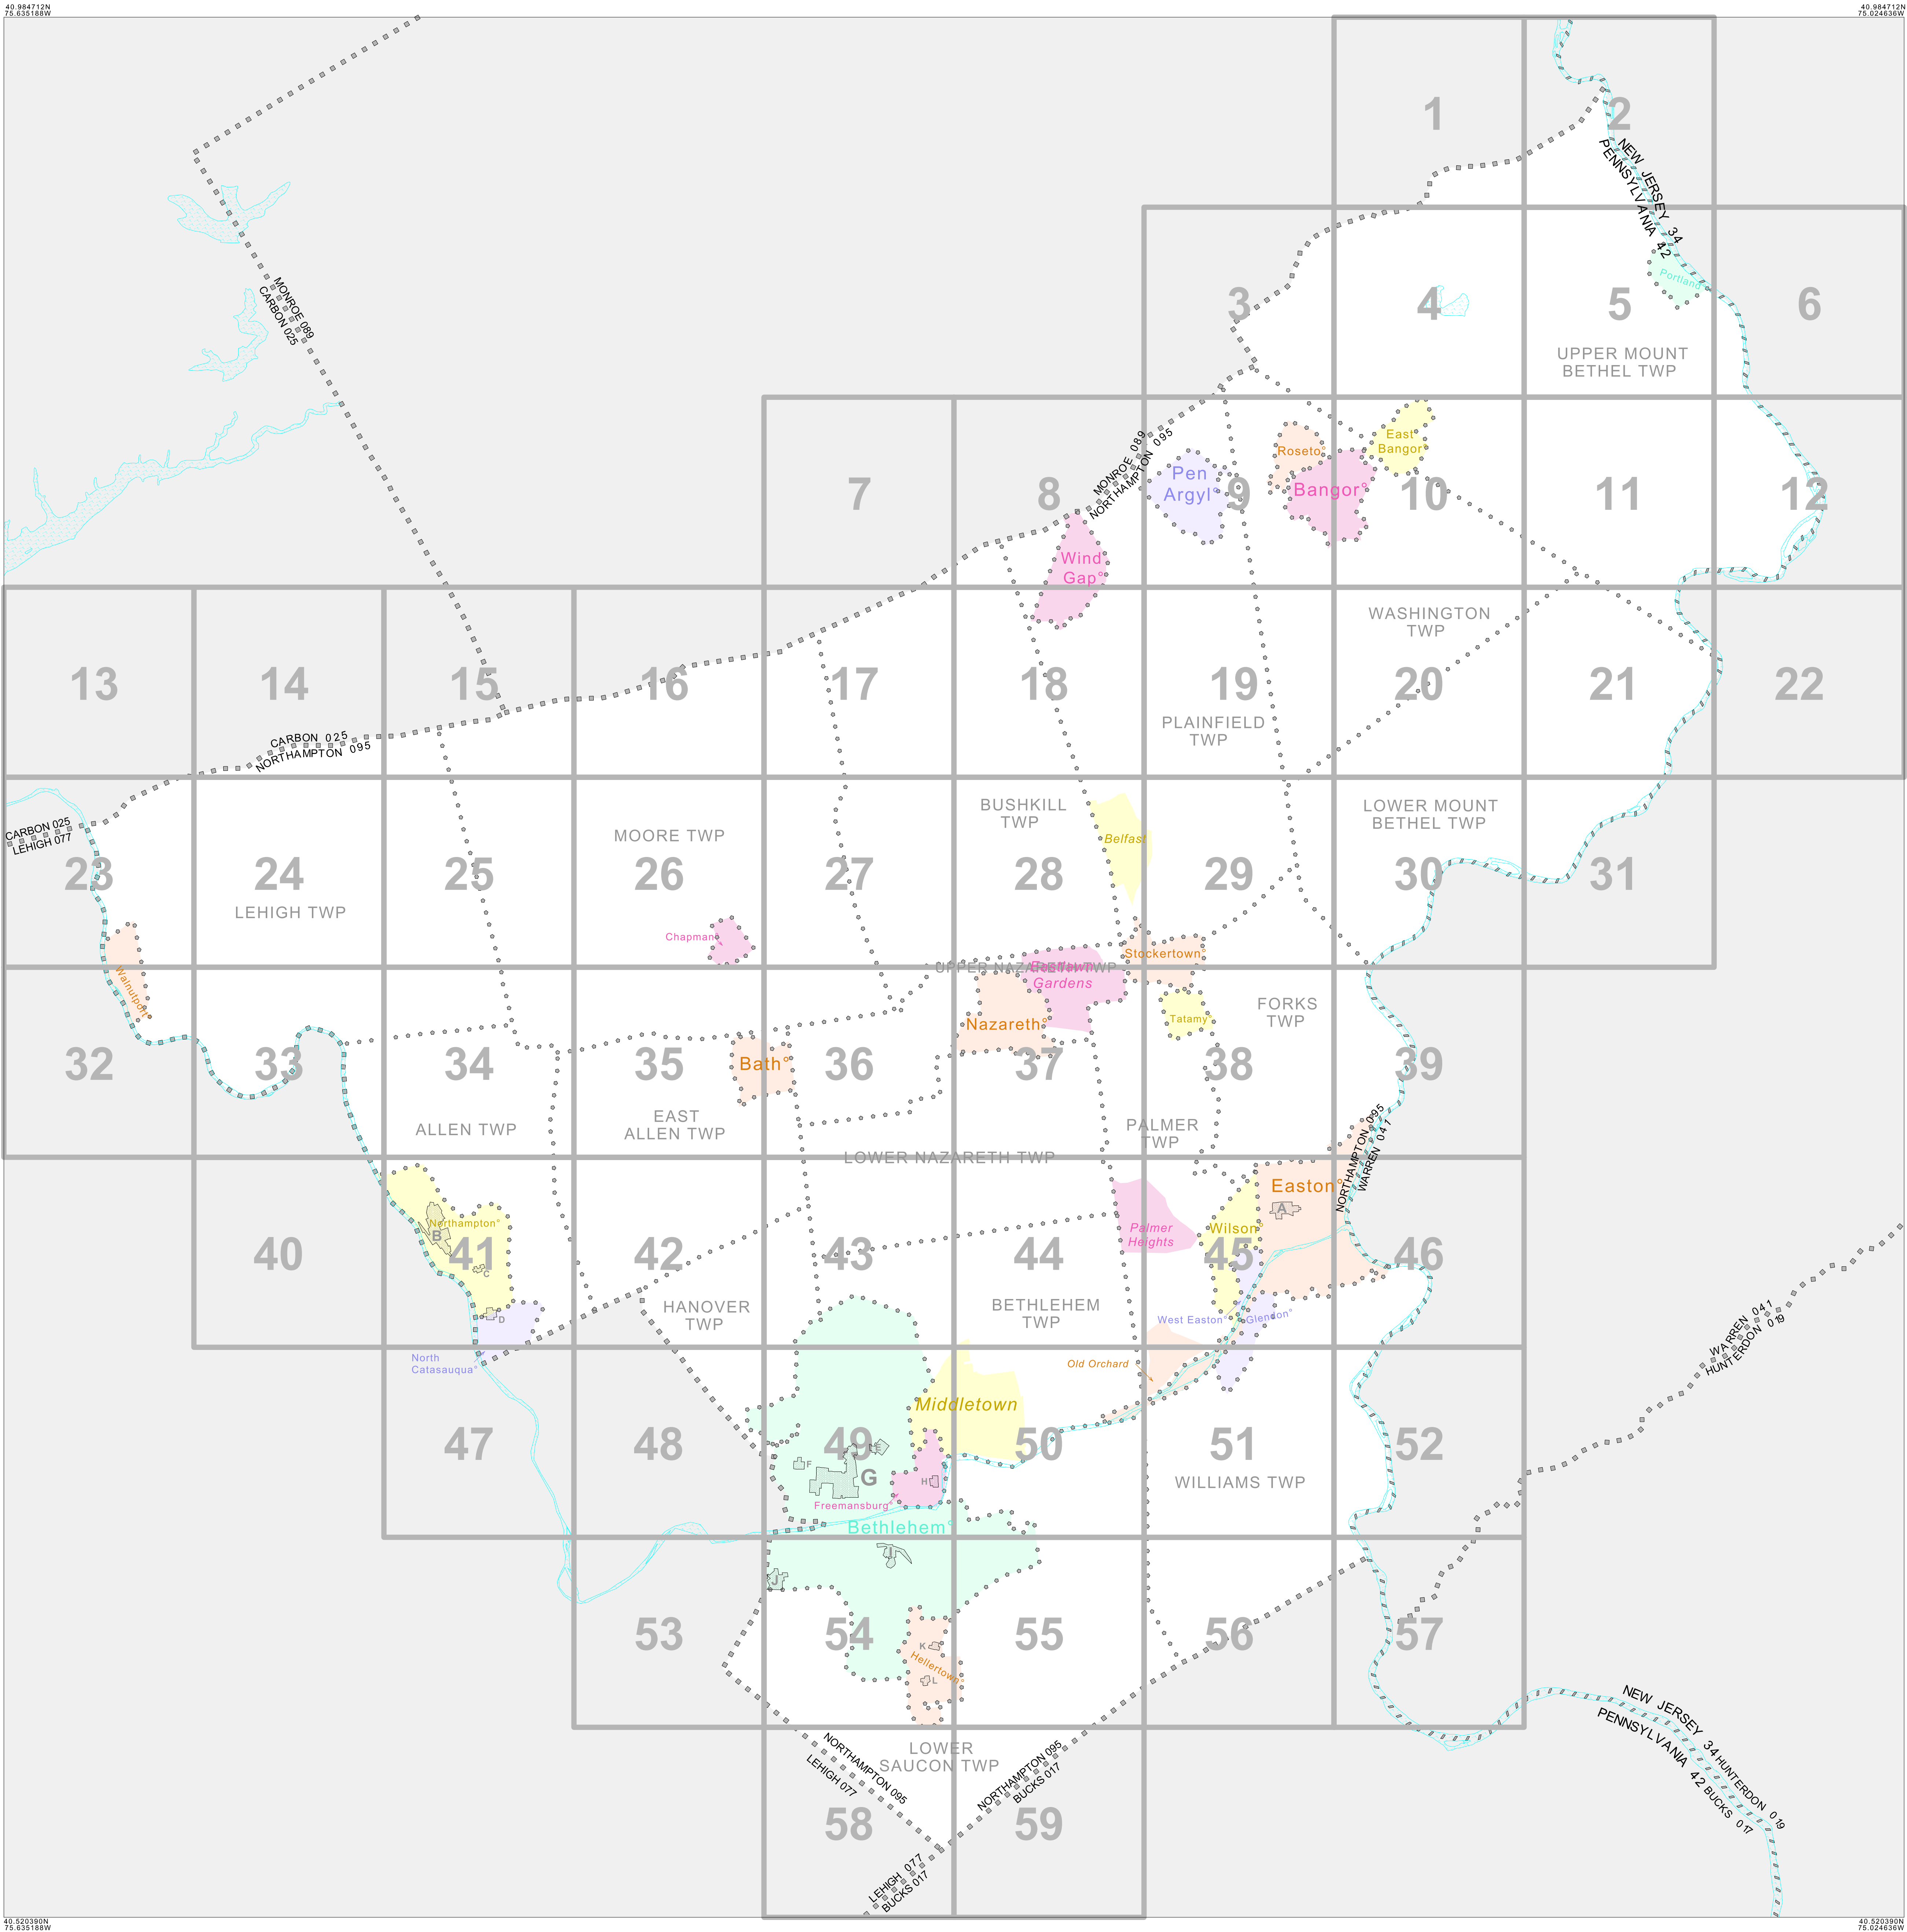 40.984712N
75.635188W
40.984712N
75.024636W
1
2
NEW JERSEY 34
PENNSYLVANIA 42
Portland°
3
4
5
6
MONROE 089
CARBON 025
UPPER MOUNT
BETHEL TWP
MONROE 089
NORTHAMPTON 095
East
Bangor°
Roseto°
Pen
Argyl°
Bangor°
7
8
9
10
11
12
Wind
Gap°
WASHINGTON
TWP
13
14
15
16
17
18
19
20
21
22
PLAINFIELD
TWP
CARBON 025
NORTHAMPTON 095
BUSHKILL
TWP
LOWER MOUNT
BETHEL TWP
CARBON 025
LEHIGH 077
MOORE TWP
Belfast
23
24
25
26
27
28
29
30
31
LEHIGH TWP
Chapman°
Stockertown°
UPPER NAZARETH TWP
Gardens
Walnutport°
FORKS
TWP
Nazareth°
Tatamy°
32
33
34
35
36
37
38
39
Bath°
EAST
ALLEN TWP
ALLEN TWP
PALMER
TWP
NORTHAMPTON 095
WARREN 041
LOWER NAZARETH TWP
Easton°
A
Northampton°
B
Palmer
Heights
Wilson°
40
41
42
43
44
45
46
C
D
HANOVER
TWP
BETHLEHEM
TWP
West Easton°
Glendon°
WARREN 041
HUNTERDON 019
North
Catasauqua°
Old Orchard
Middletown
47
48
49
50
51
52
E
F
G
H
WILLIAMS TWP
Freemansburg°
Bethlehem°
I
J
53
54
55
56
57
K
Hellertown°
L
NEW JERSEY 34
PENNSYLVANIA 42
HUNTERDON 019
BUCKS 017
LOWER
SAUCON TWP
NORTHAMPTON 095
LEHIGH 077
NORTHAMPTON 095
BUCKS 017
58
59
LEHIGH 077
BUCKS 017
40.520390N
75.635188W
40.520390N
75.024636W